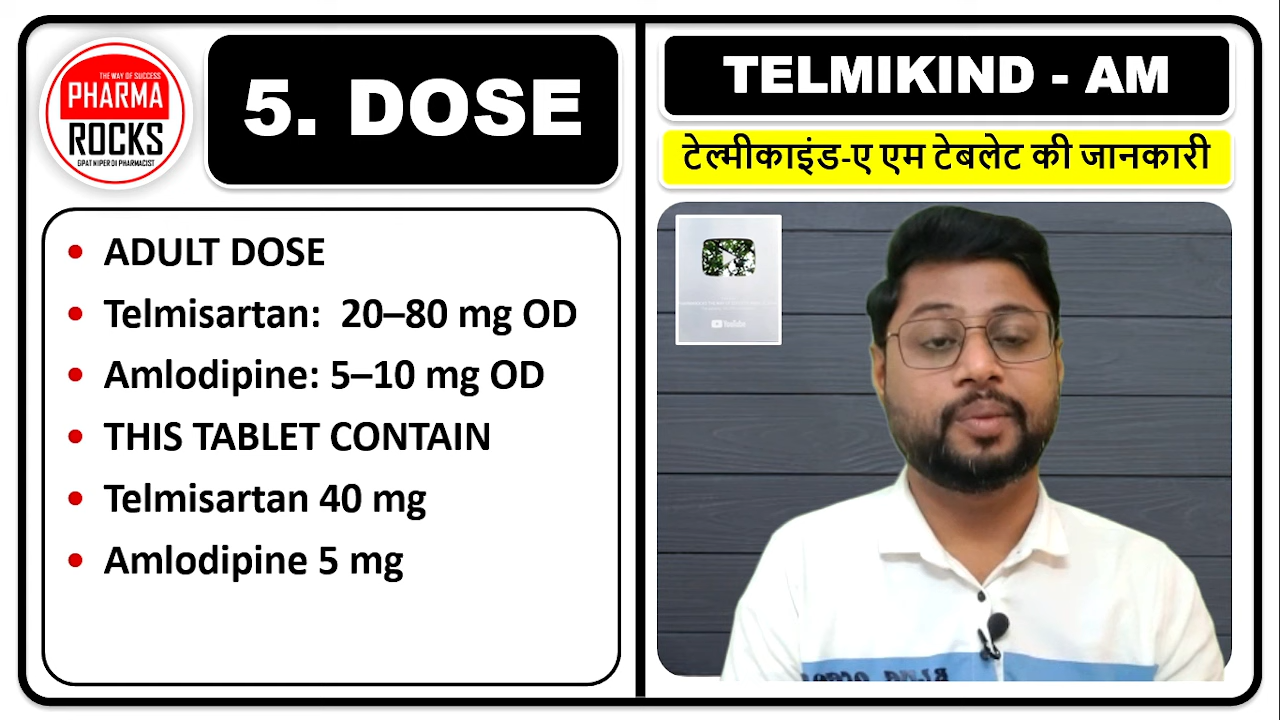 THE WAY OF SUCCESS
PHARMA
ROCKS
GPAT NIPER DI PHARMACIST
5. DOSE
• ADULT DOSE
• Telmisartan: 20–80 mg OD
• Amlodipine: 5–10 mg OD
• THIS TABLET CONTAIN
• Telmisartan 40 mg
• Amlodipine 5 mg
TELMIKIND - AM
टेल्मीकाइंड-ए एम टेबलेट की जानकारी
YouTube